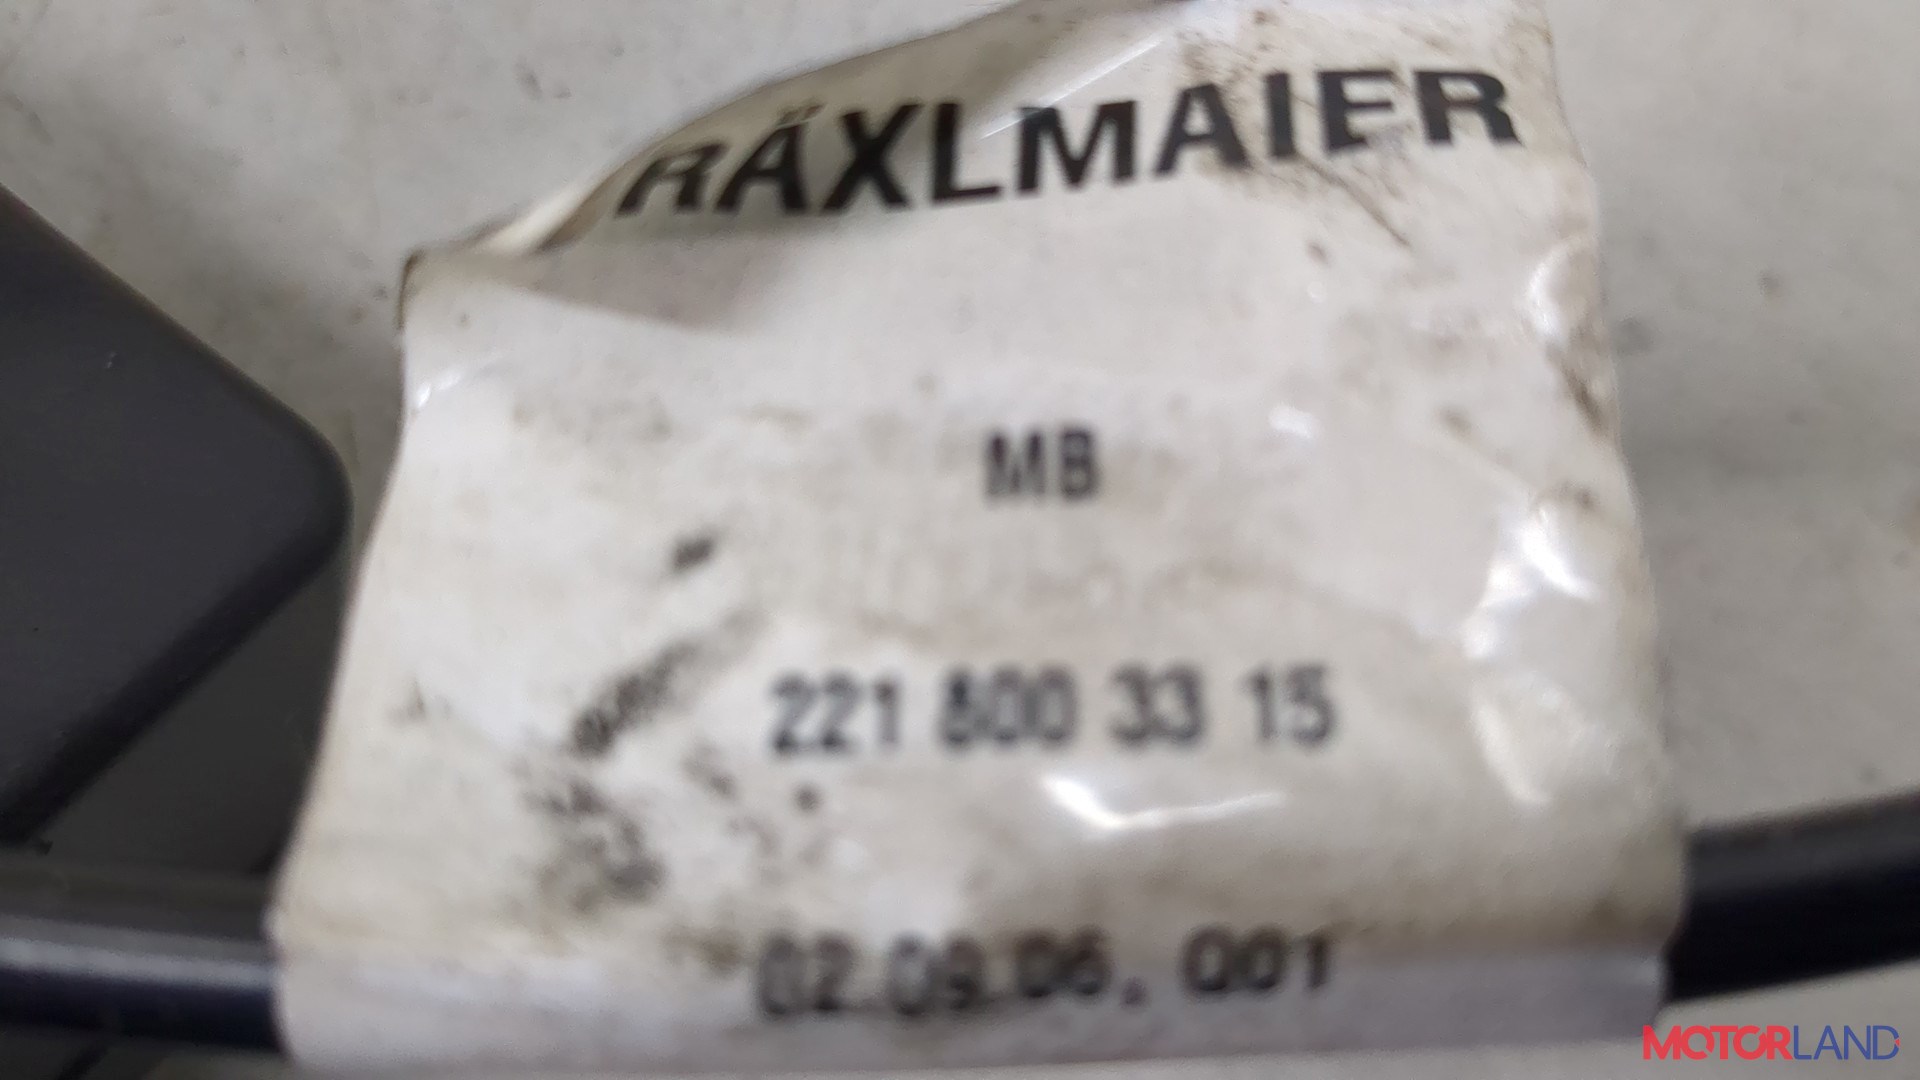 RÄXLMAIER
MB
221 800 33 15
02.09.06. 001
MOTORLAND